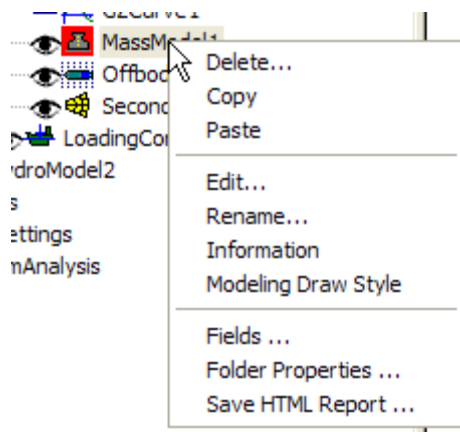 GZCurve1
MassModel1
Offbod
Second
LoadingCon
droModel2
s
ettings
mAnalysis
Delete...
Copy
Paste
Edit...
Rename...
Information
Modeling Draw Style
Fields ...
Folder Properties ...
Save HTML Report ...